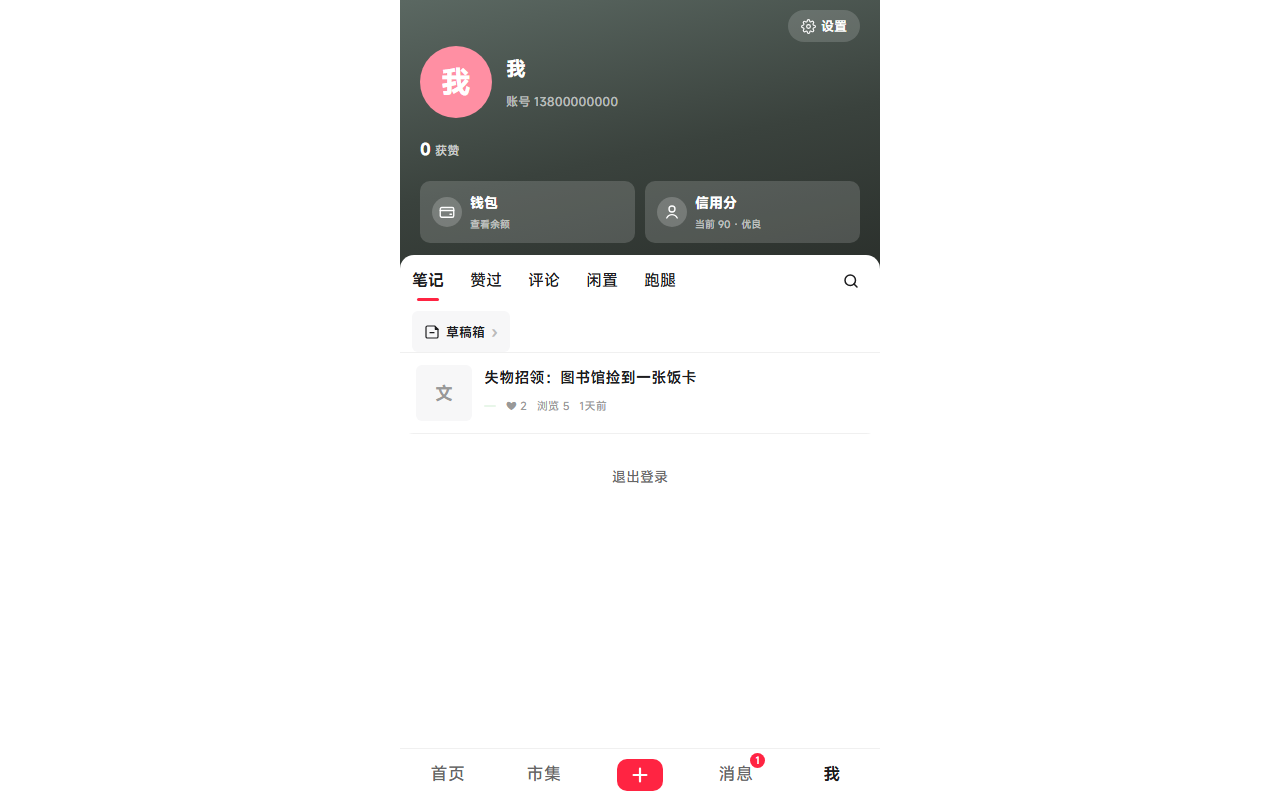 设置
我
我
账号 13800000000
0 获赞
钱包
查看余额
信用分
当前 90 · 优良
笔记 赞过 评论 闲置 跑腿
草稿箱
文
失物招领：图书馆捡到一张饭卡
2 浏览 5 1天前
退出登录
首页 市集 消息 1 我